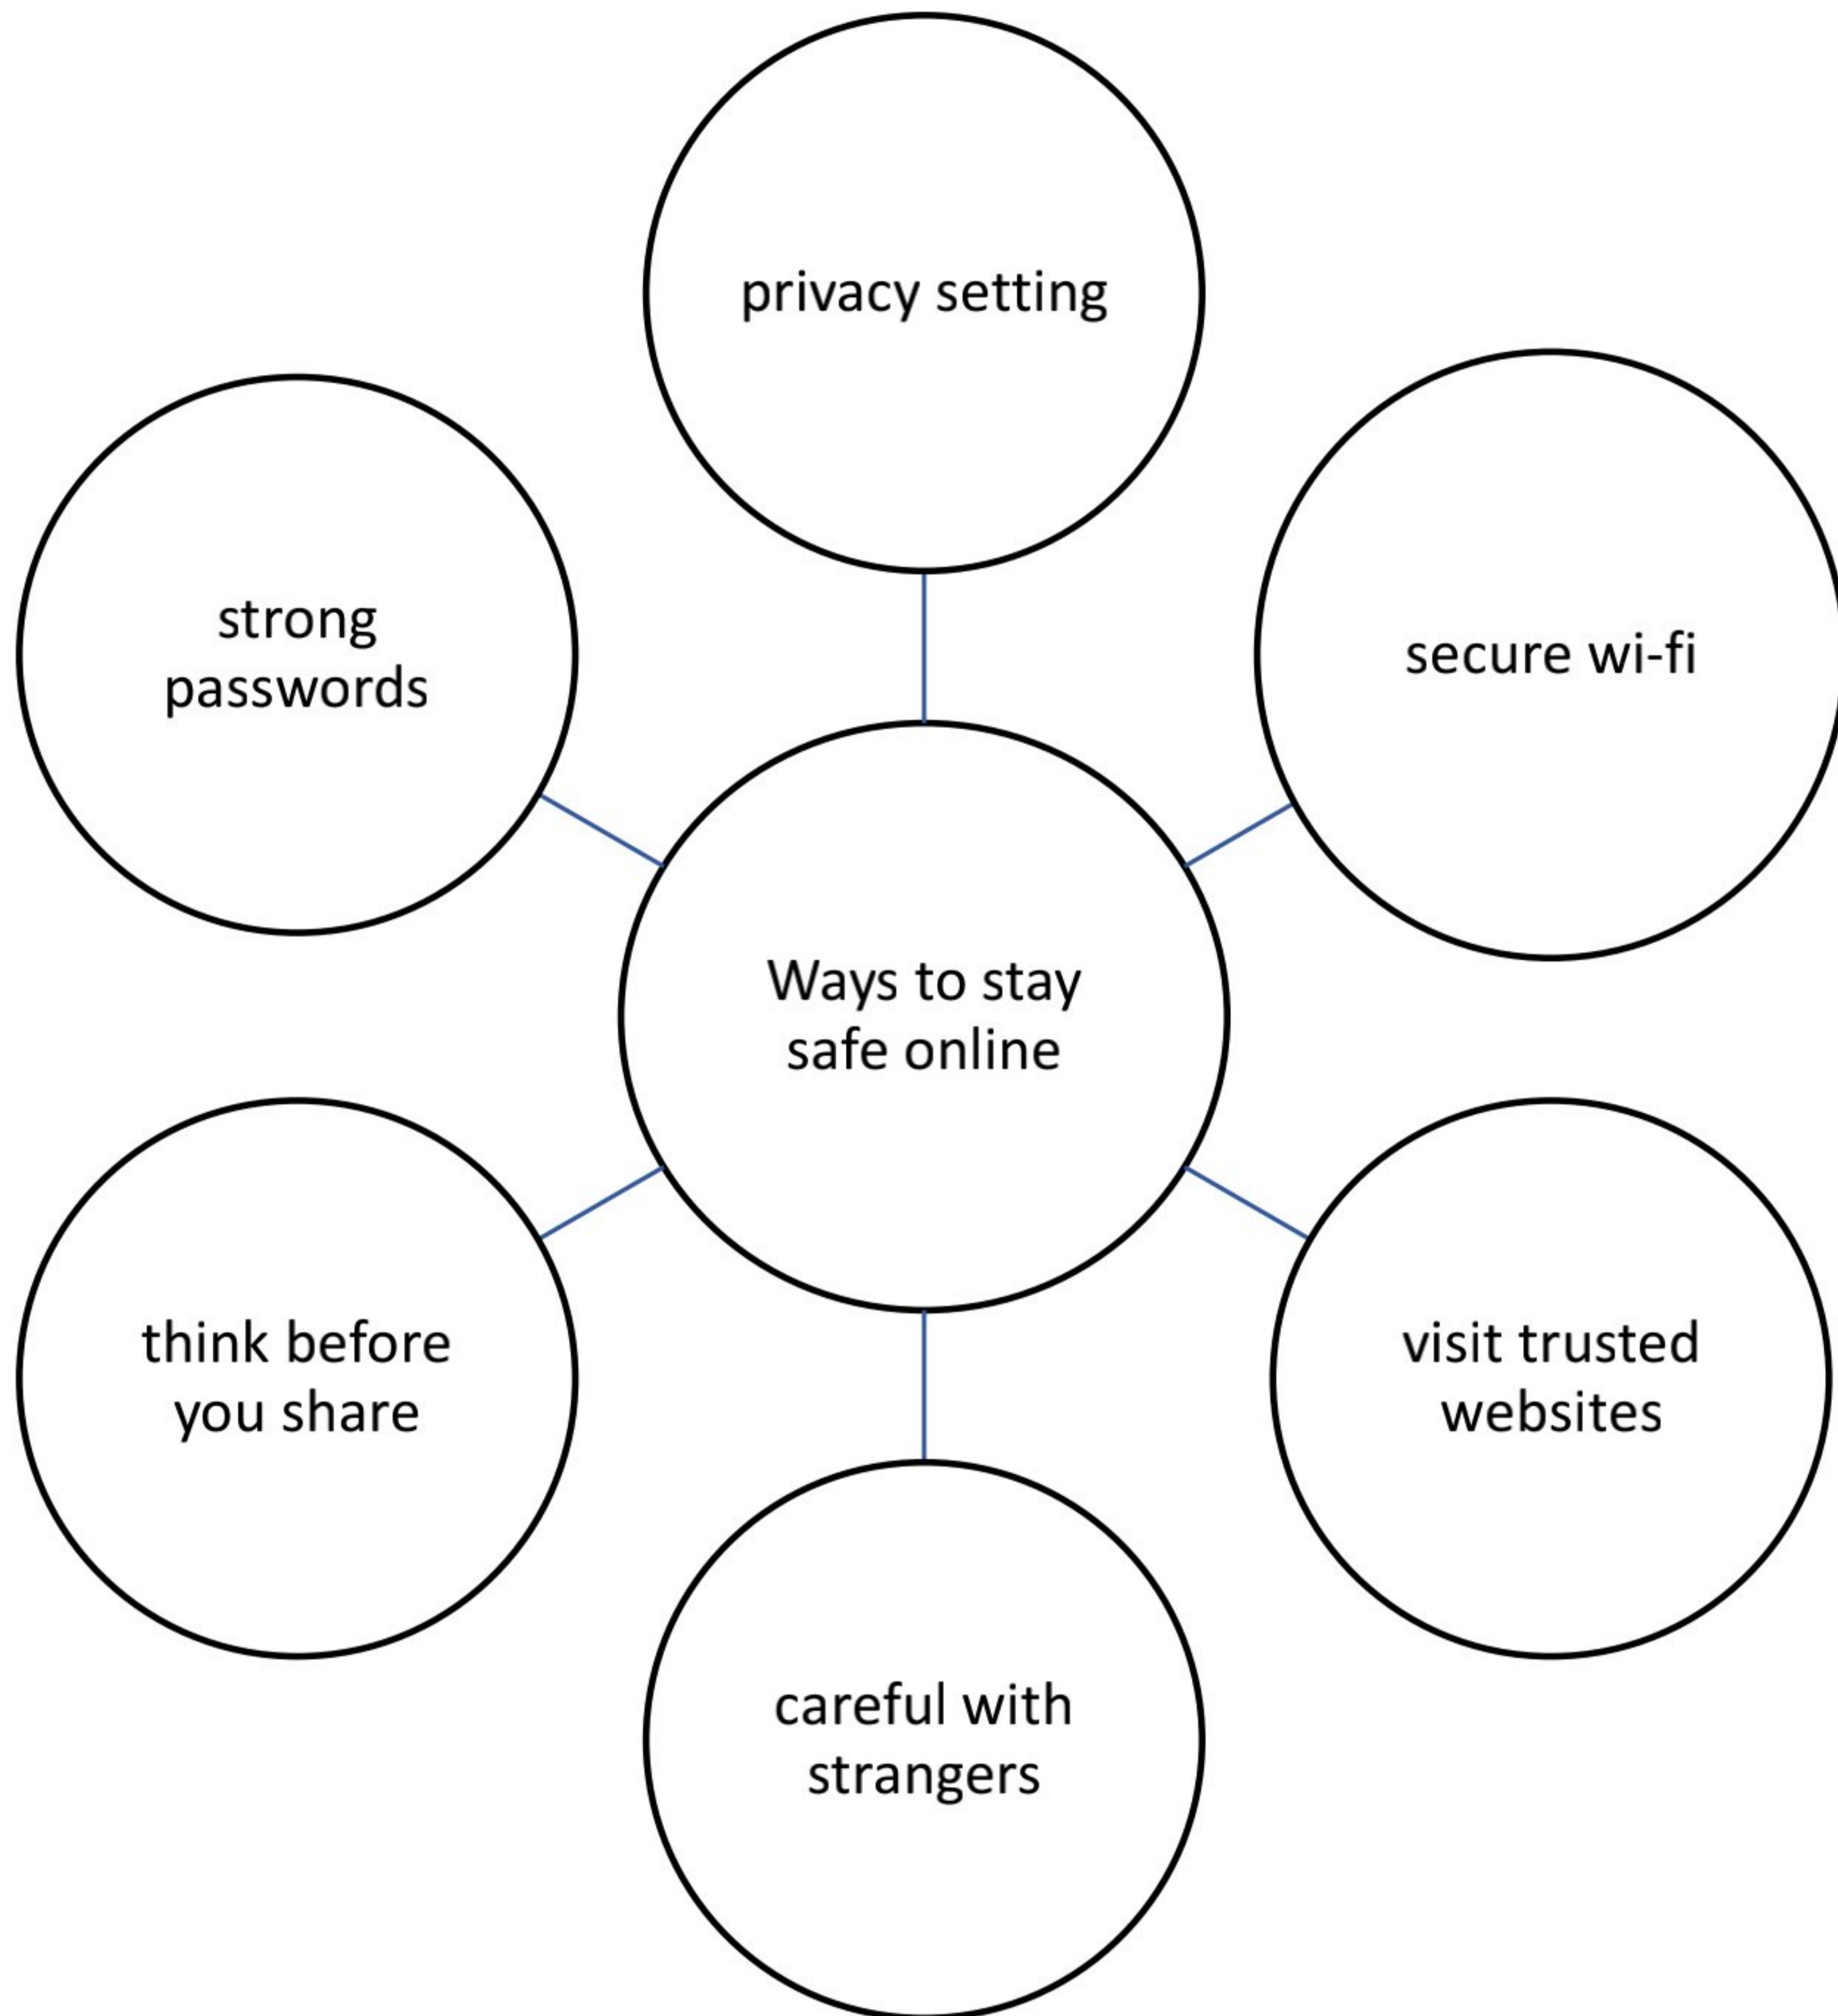 privacy setting
strong
passwords
secure wi-fi
Ways to stay
safe online
think before
you share
visit trusted
websites
careful with
strangers